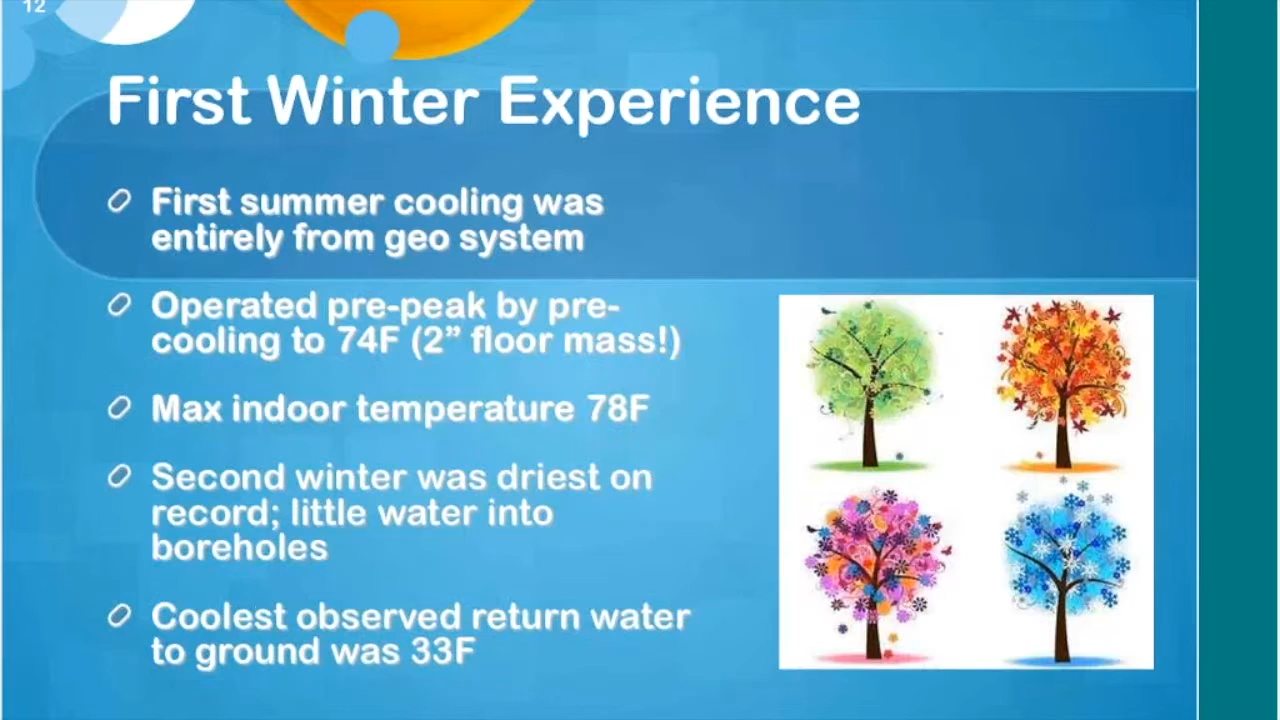 12
First Winter Experience
First summer cooling was
entirely from geo system
Operated pre-peak by pre-
cooling to 74F (2” floor mass!)
Max indoor temperature 78F
Second winter was driest on
record; little water into
boreholes
Coolest observed return water
to ground was 33F